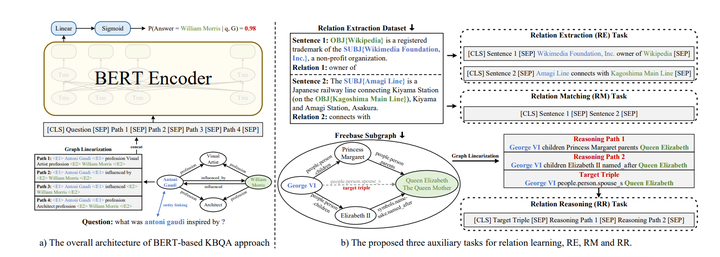 Linear
Sigmoid
P(Answer = William Morris | q, G) = 0.98
BERT Encoder
[CLS] Question [SEP] Path 1 [SEP] Path 2 [SEP] Path 3 [SEP] Path 4 [SEP]
Graph Linearization
concat
Path 1: <E1> Antoni Gaudi </E1> profession Visual
Artist profession <E2> William Morris </E2>
Path 2: <E1> Antoni Gaudi </E1> influenced by
<E2> William Morris </E2>
Path 3: <E1> Antoni Gaudi </E1> influenced <E2>
William Morris </E2>
Path 4: <E1> Antoni Gaudi </E1> profession
Architect profession <E2> William Morris </E2>
Visual
Artist
Antoni
Gaudi
influenced_by
influenced
William
Morris
Architect
profession
profession
profession
profession
entity linking
Question: what was antoni gaudi inspired by ?
a) The overall architecture of BERT-based KBQA approach
Relation Extraction Dataset
Sentence 1: OBJ{Wikipedia} is a registered
trademark of the SUBJ{Wikimedia Foundation,
Inc.}, a non-profit organization.
Relation 1: owner of
Sentence 2: The SUBJ{Amagi Line} is a
Japanese railway line connecting Kiyama Station
(on the OBJ{Kagoshima Main Line}), Kiyama
and Amagi Station, Asakura.
Relation 2: connects with
Freebase Subgraph
Princess
Margaret
George VI
people.person.spouse_s
target triple
Queen Elizabeth
The Queen Mother
Elizabeth II
people.person
.children
people.person
.parents
people.person
.children
symbols.name_
Graph Linearization
Relation Extraction (RE) Task
[CLS] Sentence 1 [SEP] Wikimedia Foundation, Inc. owner of Wikipedia [SEP]
[CLS] Sentence 2 [SEP] Amagi Line connects with Kagoshima Main Line [SEP]
Relation Matching (RM) Task
[CLS] Sentence 1 [SEP] Sentence 2 [SEP]
Reasoning Path 1
George VI children Princess Margaret parents Queen Elizabeth
Reasoning Path 2
George VI children Elizabeth II named_after Queen Elizabeth
Target Triple
George VI people.person.spouse_s Queen Elizabeth
Relation Reasoning (RR) Task
[CLS] Target Triple [SEP] Reasoning Path 1 [SEP] Reasoning Path 2 [SEP]
b) The proposed three auxiliary tasks for relation learning, RE, RM and RR.